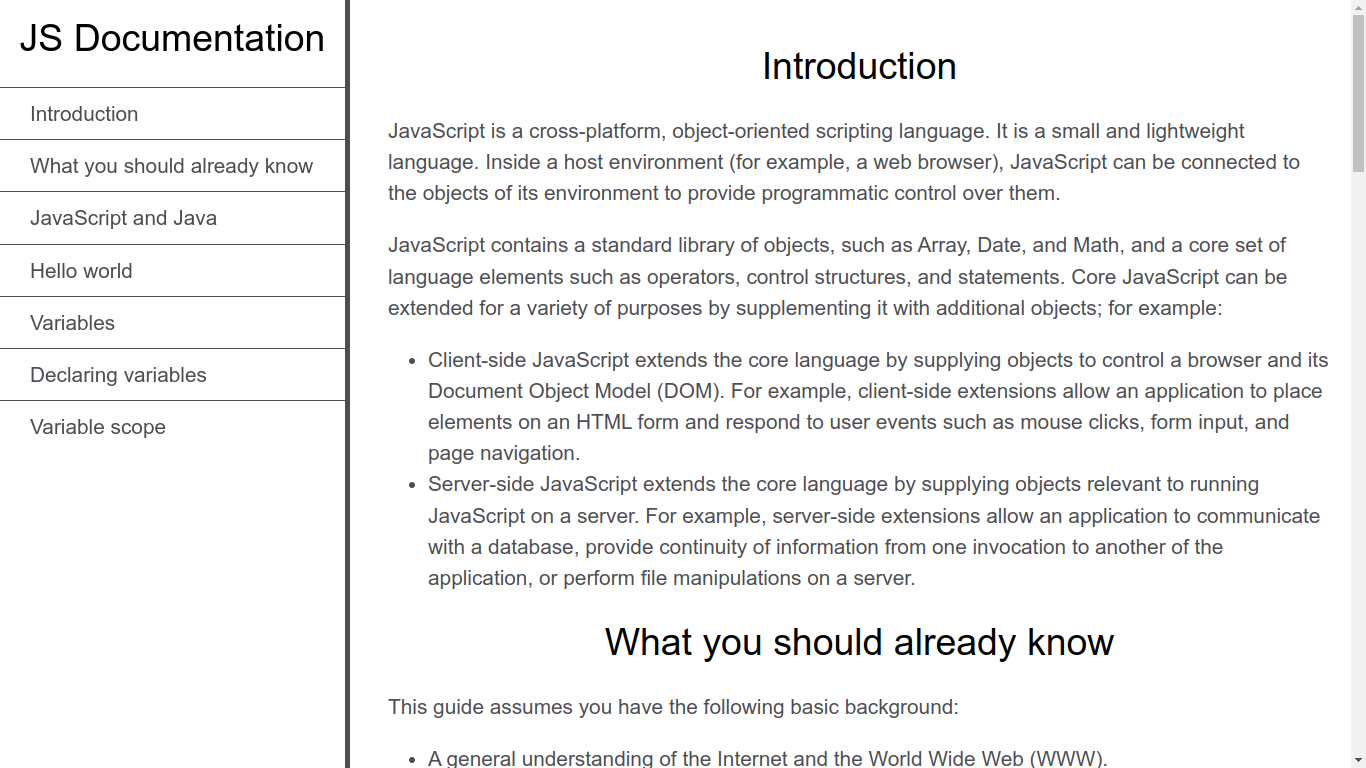 JS Documentation
Introduction
What you should already know
JavaScript and Java
Hello world
Variables
Declaring variables
Variable scope
Introduction
JavaScript is a cross-platform, object-oriented scripting language. It is a small and lightweight
language. Inside a host environment (for example, a web browser), JavaScript can be connected to
the objects of its environment to provide programmatic control over them.
JavaScript contains a standard library of objects, such as Array, Date, and Math, and a core set of
language elements such as operators, control structures, and statements. Core JavaScript can be
extended for a variety of purposes by supplementing it with additional objects; for example:
• Client-side JavaScript extends the core language by supplying objects to control a browser and its
Document Object Model (DOM). For example, client-side extensions allow an application to place
elements on an HTML form and respond to user events such as mouse clicks, form input, and
page navigation.
• Server-side JavaScript extends the core language by supplying objects relevant to running
JavaScript on a server. For example, server-side extensions allow an application to communicate
with a database, provide continuity of information from one invocation to another of the
application, or perform file manipulations on a server.
What you should already know
This guide assumes you have the following basic background:
• A general understanding of the Internet and the World Wide Web (WWW).